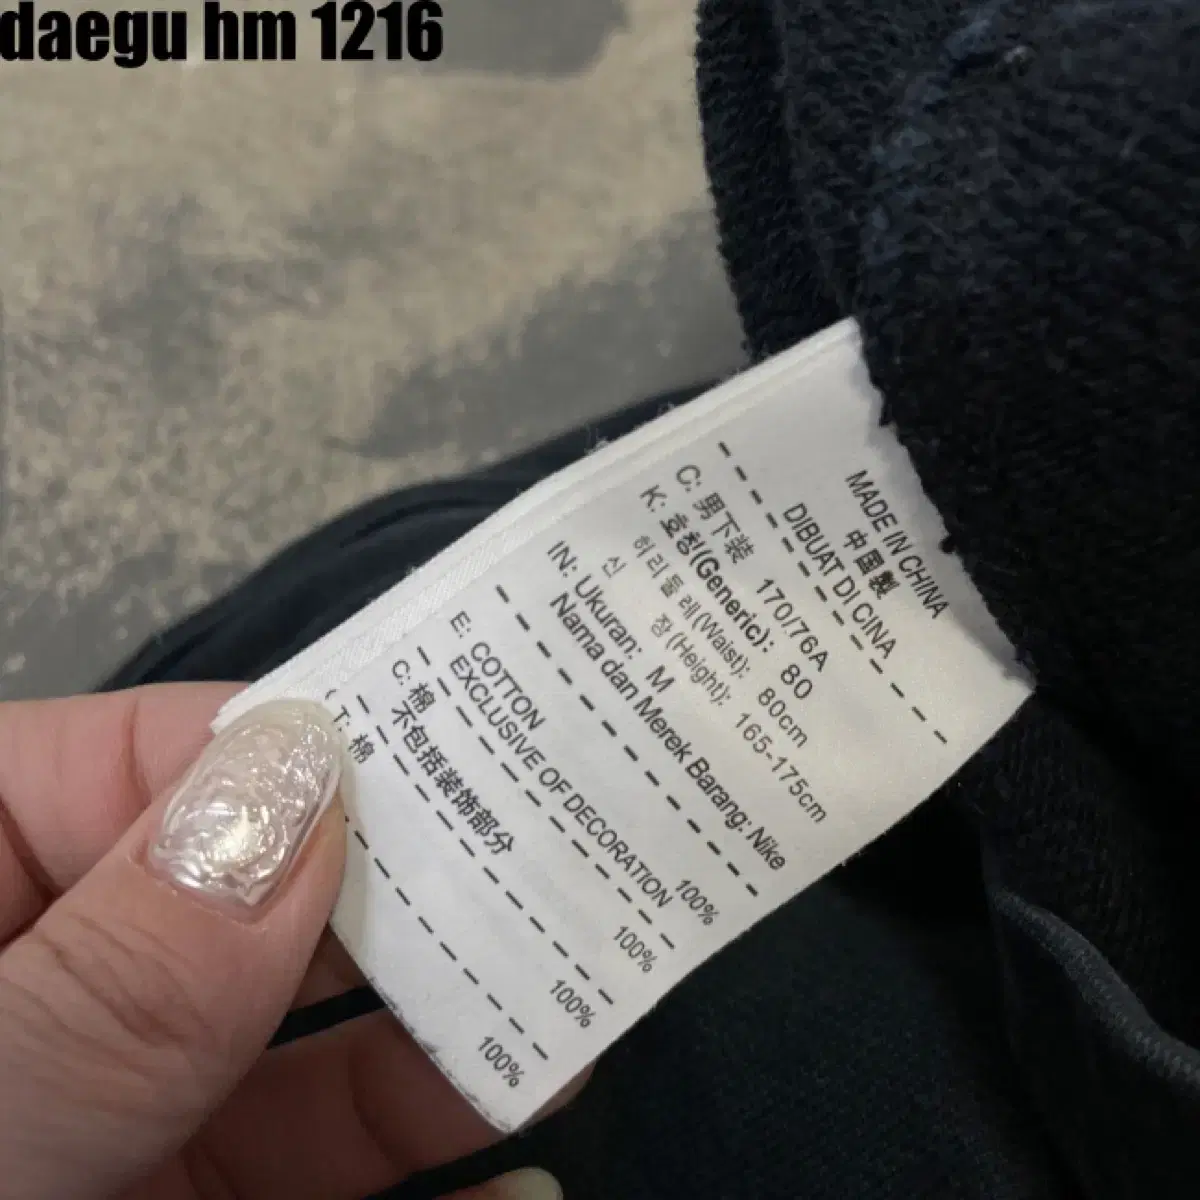 daegu hm 1216
MADE IN CHINA
中国製
DIBUAT DI CINA
C: 男下装 170/76A
K: 호칭(Generic): 80
허리둘레(Waist): 80cm
신 장(Height): 165-175cm
IN: Ukuran: M
Nama dan Merek Barang: Nike
E: COTTON 100%
EXCLUSIVE OF DECORATION
C: 棉 100%
不包括装饰部分
T: 棉 100%
100%